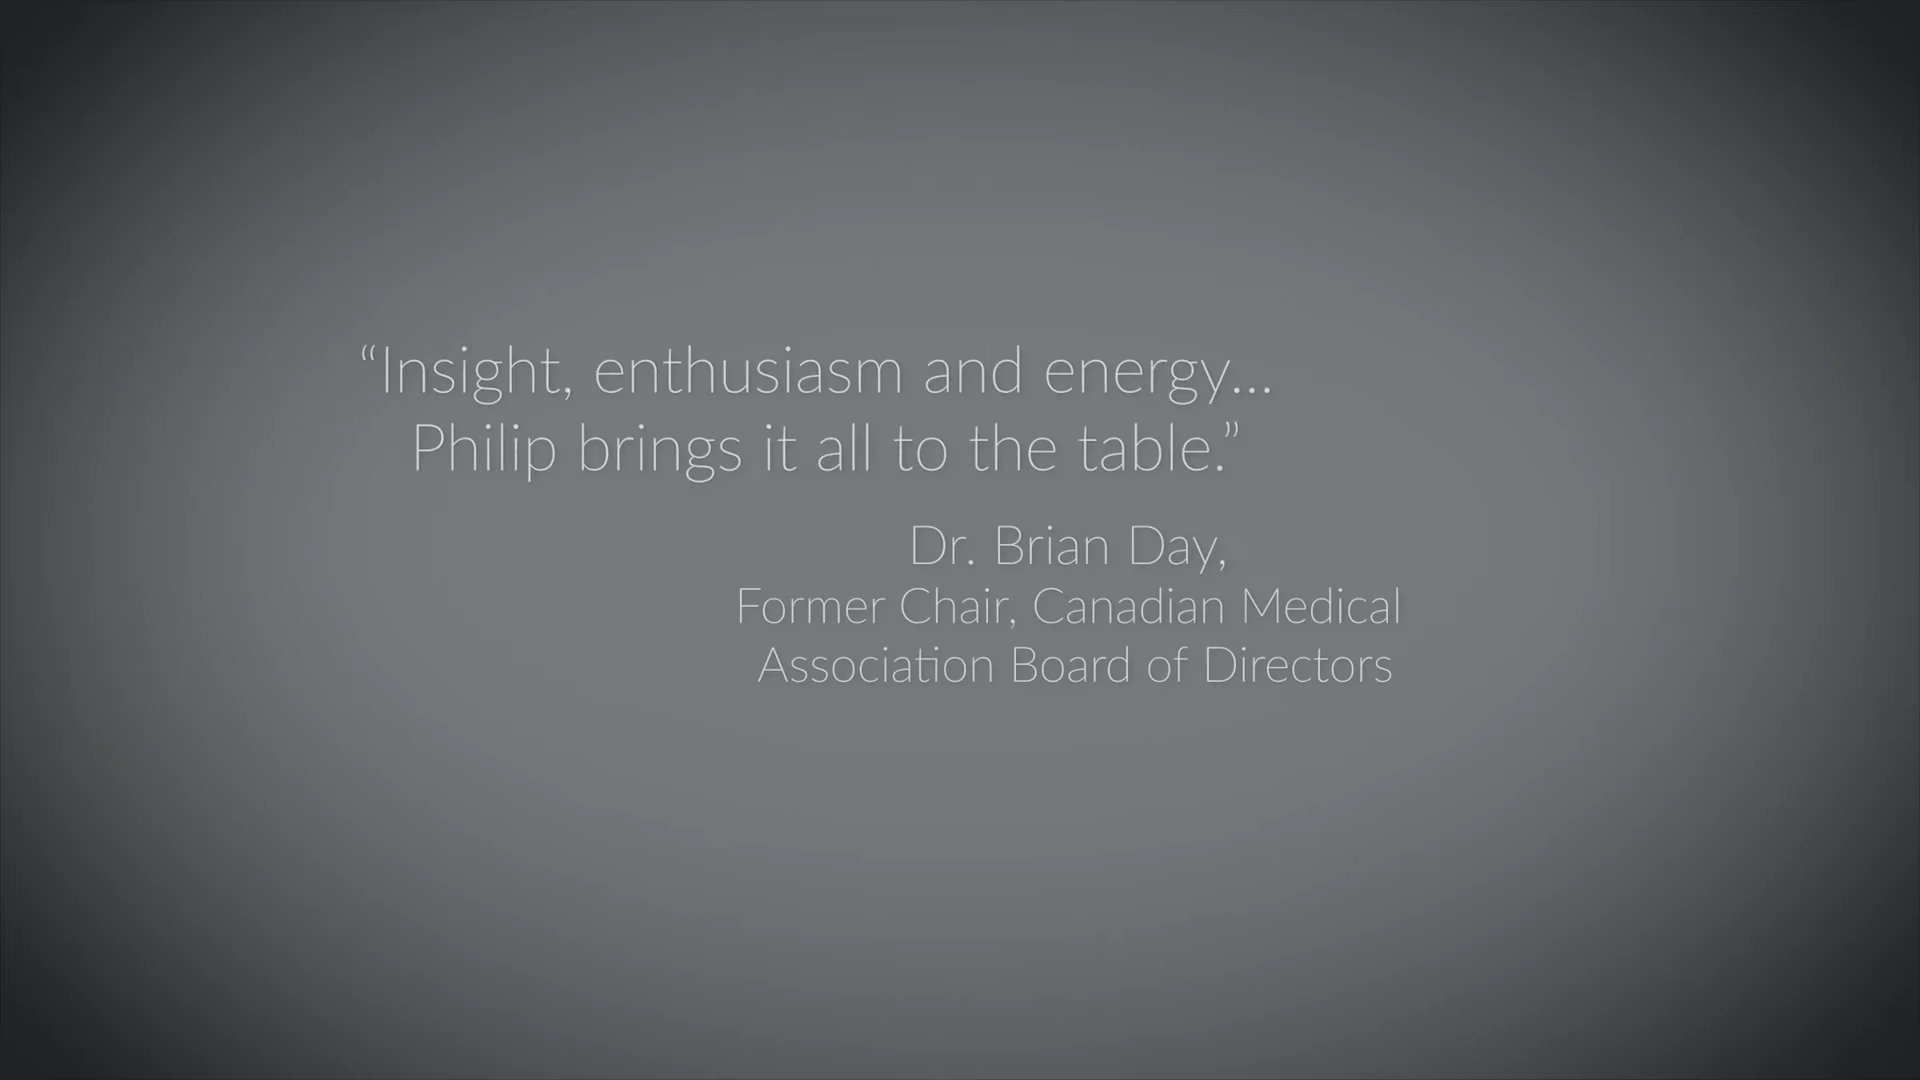 “Insight, enthusiasm and energy...
Philip brings it all to the table.”
Dr. Brian Day,
Former Chair, Canadian Medical
Association Board of Directors